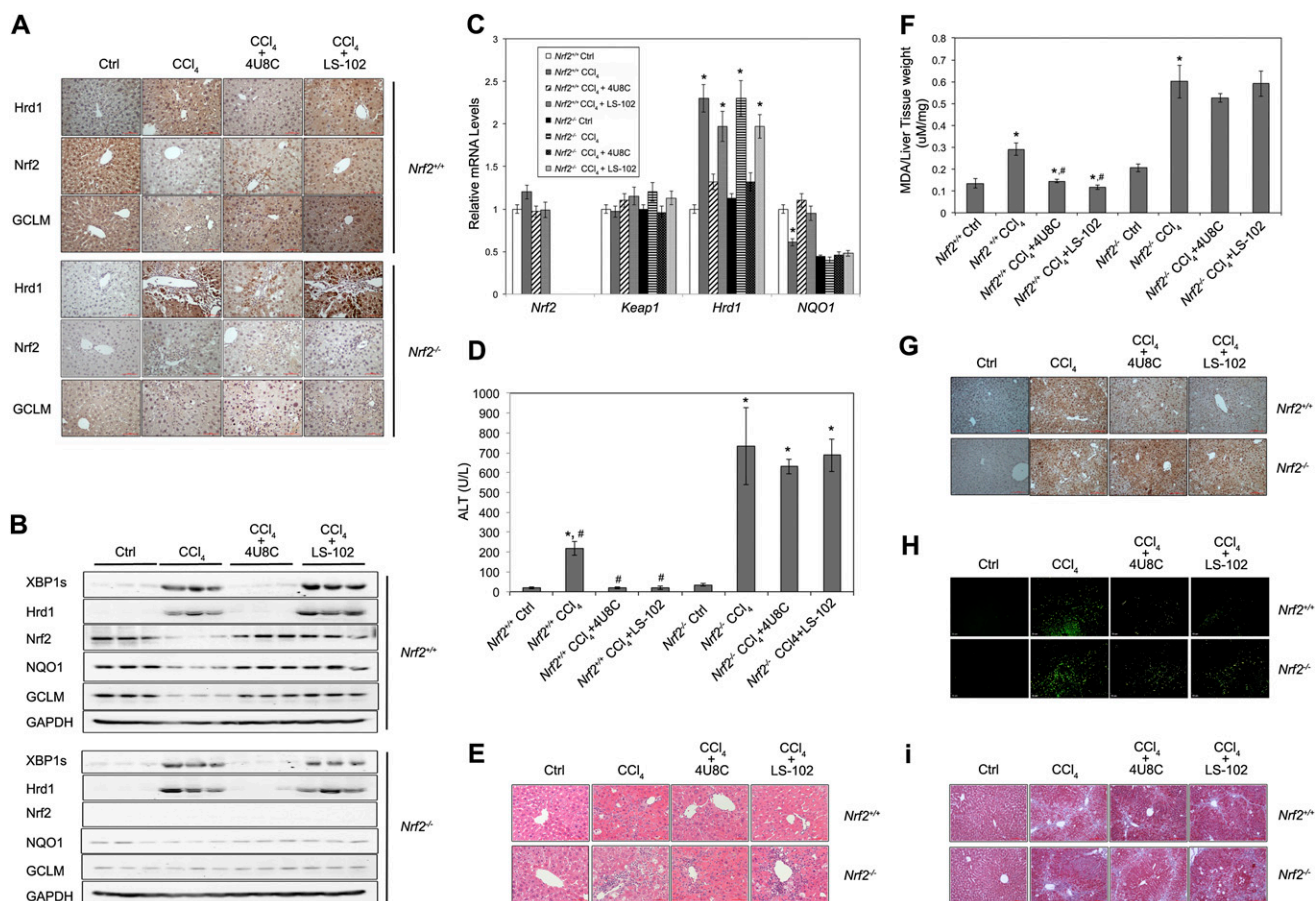 A
Ctrl CCl4 CCl4 + 4U8C CCl4 + LS-102
Hrd1
Nrf2
GCLM
Nrf2+/+
Hrd1
Nrf2
GCLM
Nrf2-/-
B
Ctrl CCl4 CCl4 + 4U8C CCl4 + LS-102
XBP1s
Hrd1
Nrf2
NQO1
GCLM
GAPDH
Nrf2+/+
XBP1s
Hrd1
Nrf2
NQO1
GCLM
GAPDH
Nrf2-/-
C
Relative mRNA Levels
3
2.5
2
1.5
1
0.5
0
Nrf2+/+ Ctrl
Nrf2+/+ CCl4
Nrf2+/+ CCl4 + 4U8C
Nrf2+/+ CCl4 + LS-102
Nrf2-/- Ctrl
Nrf2-/- CCl4
Nrf2-/- CCl4 + 4U8C
Nrf2-/- CCl4 + LS-102
* * * * *
Nrf2 Keap1 Hrd1 NQO1
D
ALT (U/L)
1000
900
800
700
600
500
400
300
200
100
0
*, # # # * * *
Nrf2+/+ Ctrl
Nrf2+/+ CCl4
Nrf2+/+ CCl4+4U8C
Nrf2+/+ CCl4+LS-102
Nrf2-/- Ctrl
Nrf2-/- CCl4
Nrf2-/- CCl4+4U8C
Nrf2-/- CCl4+LS-102
E
Ctrl CCl4 CCl4 + 4U8C CCl4 + LS-102
Nrf2+/+
Nrf2-/-
F
MDA/Liver Tissue weight
(uM/mg)
0.8
0.7
0.6
0.5
0.4
0.3
0.2
0.1
0
* *,# *,# *
Nrf2+/+ Ctrl
Nrf2+/+ CCl4
Nrf2+/+ CCl4+4U8C
Nrf2+/+ CCl4+LS-102
Nrf2-/- Ctrl
Nrf2-/- CCl4
Nrf2-/- CCl4+4U8C
Nrf2-/- CCl4+LS-102
G
Ctrl CCl4 CCl4 + 4U8C CCl4 + LS-102
Nrf2+/+
Nrf2-/-
H
Ctrl CCl4 CCl4 + 4U8C CCl4 + LS-102
Nrf2+/+
Nrf2-/-
i
Ctrl CCl4 CCl4 + 4U8C CCl4 + LS-102
Nrf2+/+
Nrf2-/-